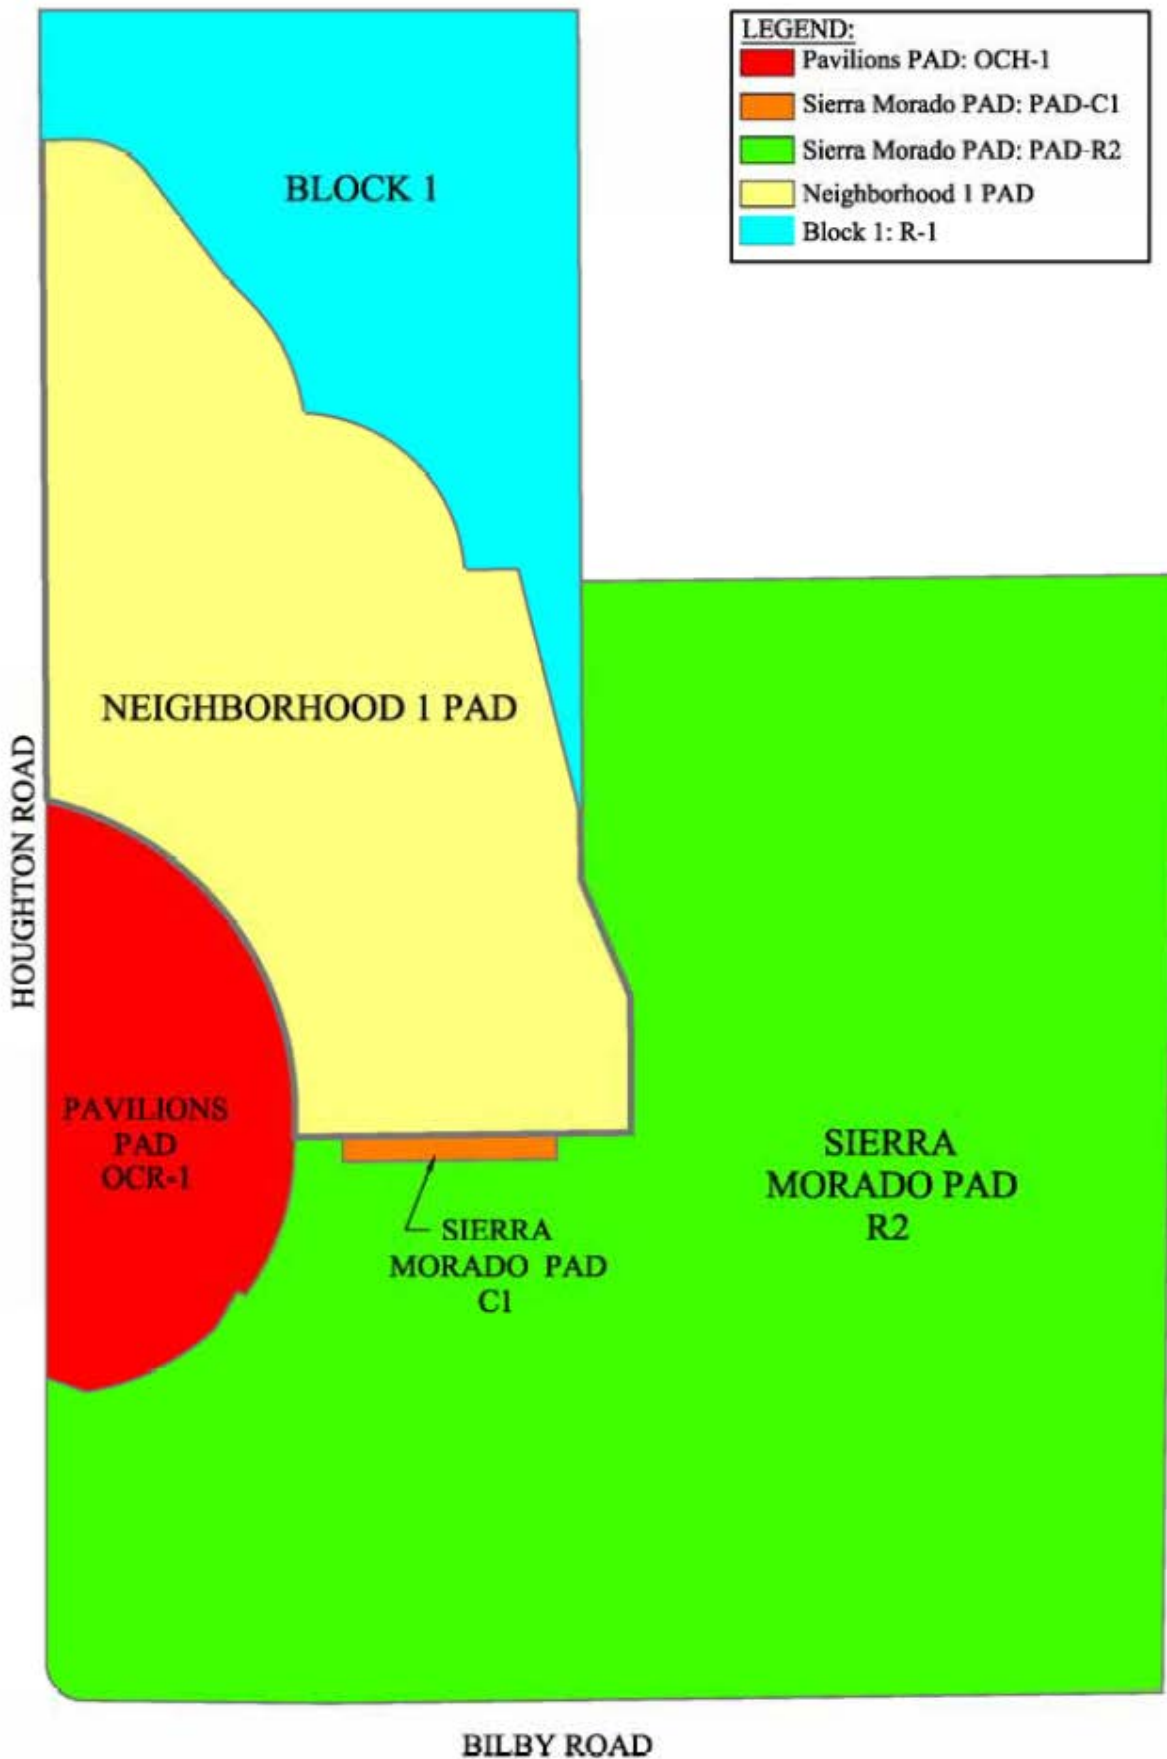 LEGEND:
Pavilions PAD: OCH-1
Sierra Morado PAD: PAD-C1
Sierra Morado PAD: PAD-R2
Neighborhood 1 PAD
Block 1: R-1
BLOCK 1
NEIGHBORHOOD 1 PAD
HOUGHTON ROAD
PAVILIONS
PAD
OCR-1
SIERRA
MORADO PAD
C1
SIERRA
MORADO PAD
R2
BILBY ROAD